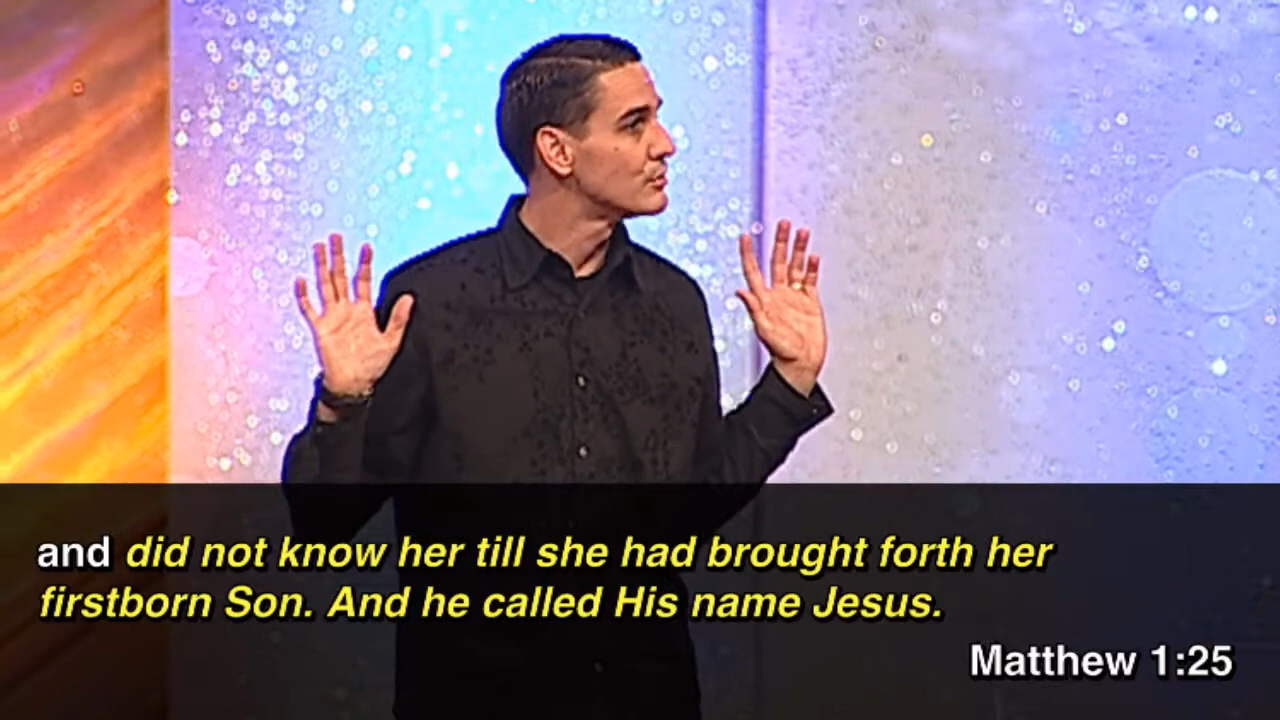 and did not know her till she had brought forth her
firstborn Son. And he called His name Jesus.
Matthew 1:25